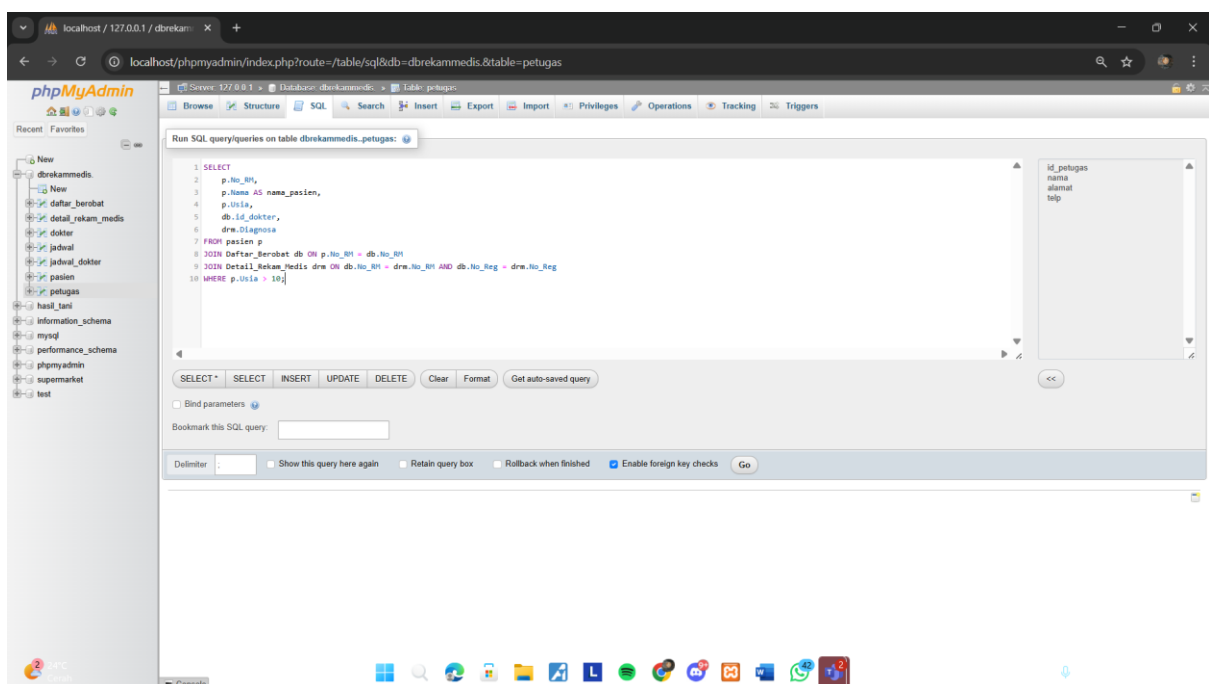 localhost / 127.0.0.1 / dbrekam
localhost/phpmyadmin/index.php?route=/table/sql&db=dbrekammedis.&table=petugas
phpMyAdmin
Recent Favorites
New
dbrekammedis.
New
daftar_berobat
detail_rekam_medis
dokter
jadwal
jadwal_dokter
pasien
petugas
hasil_tani
information_schema
mysql
performance_schema
phpmyadmin
supermarket
test
Server: 127.0.0.1 » Database: dbrekammedis. » Table: petugas
Browse Structure SQL Search Insert Export Import Privileges Operations Tracking Triggers
Run SQL query/queries on table dbrekammedis..petugas:
1 SELECT
2 p.No_RM,
3 p.Nama AS nama_pasien,
4 p.Usia,
5 db.id_dokter,
6 drm.Diagnosa
7 FROM pasien p
8 JOIN Daftar_Berobat db ON p.No_RM = db.No_RM
9 JOIN Detail_Rekam_Medis drm ON db.No_RM = drm.No_RM AND db.No_Reg = drm.No_Reg
10 WHERE p.Usia > 10;
id_petugas
nama
alamat
telp
SELECT * SELECT INSERT UPDATE DELETE Clear Format Get auto-saved query
<<
Bind parameters
Bookmark this SQL query:
Delimiter ; Show this query here again Retain query box Rollback when finished Enable foreign key checks Go
Console
2
24°C
42
2